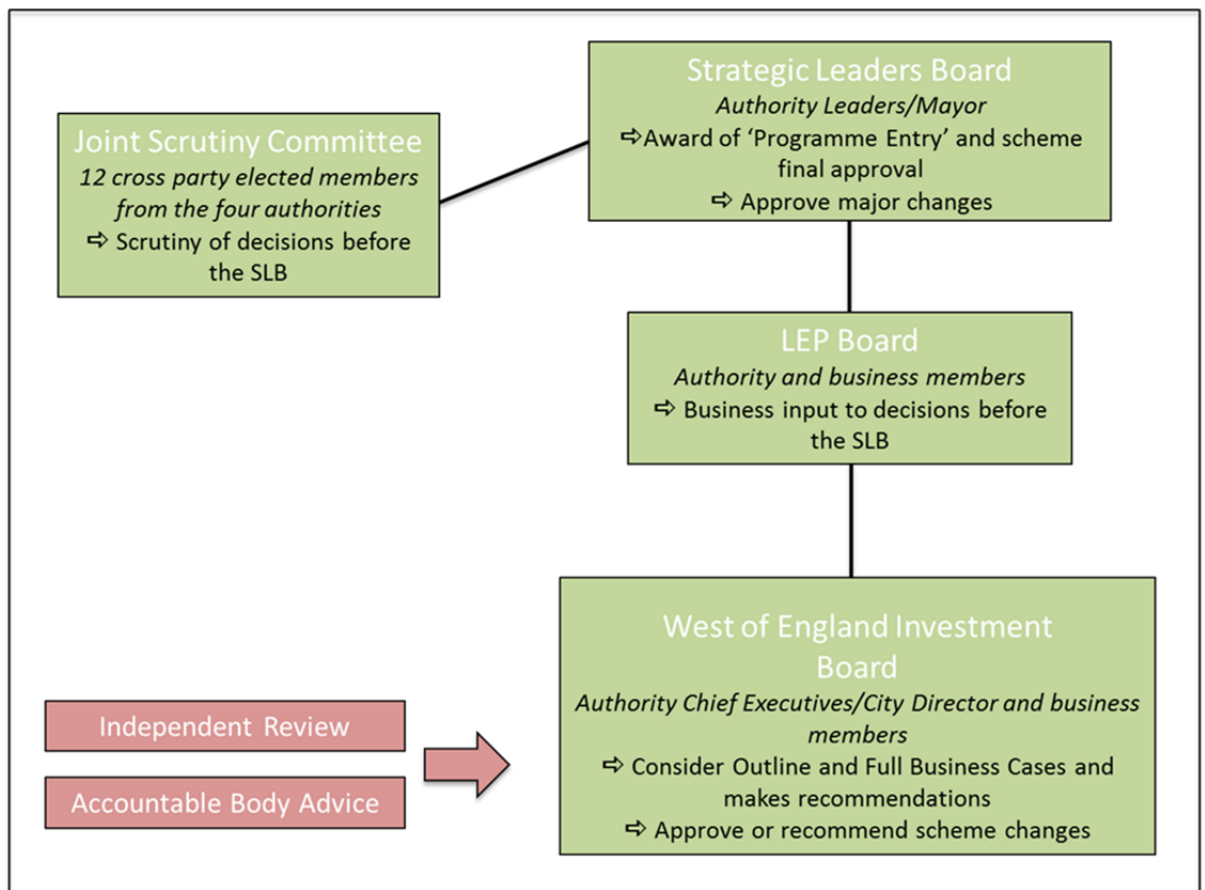 Strategic Leaders Board
Authority Leaders/Mayor
⇨Award of ‘Programme Entry’ and scheme
final approval
⇨ Approve major changes
Joint Scrutiny Committee
12 cross party elected members
from the four authorities
⇨ Scrutiny of decisions before
the SLB
LEP Board
Authority and business members
⇨ Business input to decisions before
the SLB
West of England Investment
Board
Authority Chief Executives/City Director and business
members
⇨ Consider Outline and Full Business Cases and
makes recommendations
⇨ Approve or recommend scheme changes
Independent Review
Accountable Body Advice